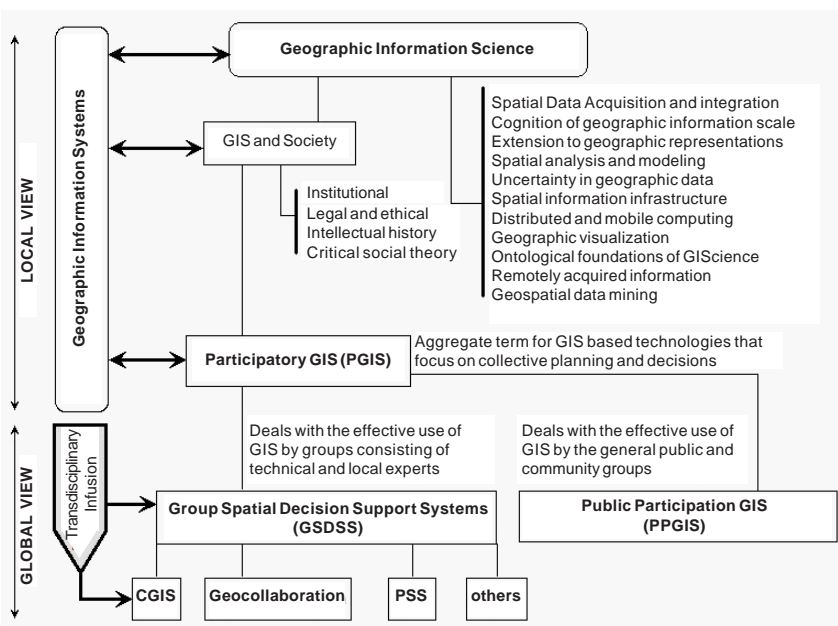 Geographic Information Science
LOCAL VIEW
Geographic Information Systems
GIS and Society
Institutional
Legal and ethical
Intellectual history
Critical social theory
Spatial Data Acquisition and integration
Cognition of geographic information scale
Extension to geographic representations
Spatial analysis and modeling
Uncertainty in geographic data
Spatial information infrastructure
Distributed and mobile computing
Geographic visualization
Ontological foundations of GIScience
Remotely acquired information
Geospatial data mining
Participatory GIS (PGIS)
Aggregate term for GIS based technologies that
focus on collective planning and decisions
GLOBAL VIEW
Transdisciplinary
Infusion
Deals with the effective use of
GIS by groups consisting of
technical and local experts
Deals with the effective use of
GIS by the general public and
community groups
Group Spatial Decision Support Systems
(GSDSS)
Public Participation GIS
(PPGIS)
CGIS
Geocollaboration
PSS
others